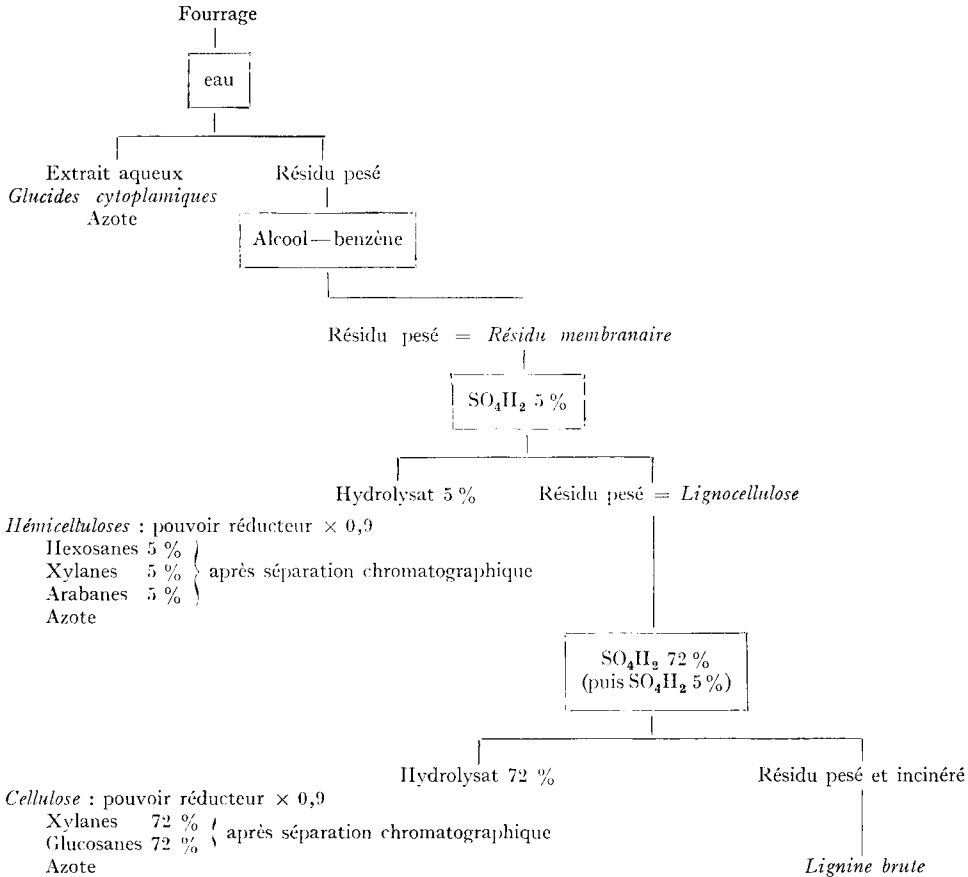 Fourrage
eau
Extrait aqueux Résidu pesé
Glucides cytoplamiques
Azote
Alcool — benzène
Résidu pesé = Résidu membranaire
SO₄H₂ 5 %
Hydrolysat 5 % Résidu pesé = Lignocellulose
Hémicelluloses : pouvoir réducteur × 0,9
Hexosanes 5 %
Xylanes 5 % } après séparation chromatographique
Arabanes 5 %
Azote
SO₄H₂ 72 %
(puis SO₄H₂ 5 %)
Hydrolysat 72 % Résidu pesé et incinéré
Cellulose : pouvoir réducteur × 0,9
Xylanes 72 %
} après séparation chromatographique
Glucosanes 72 %
Azote Lignine brute